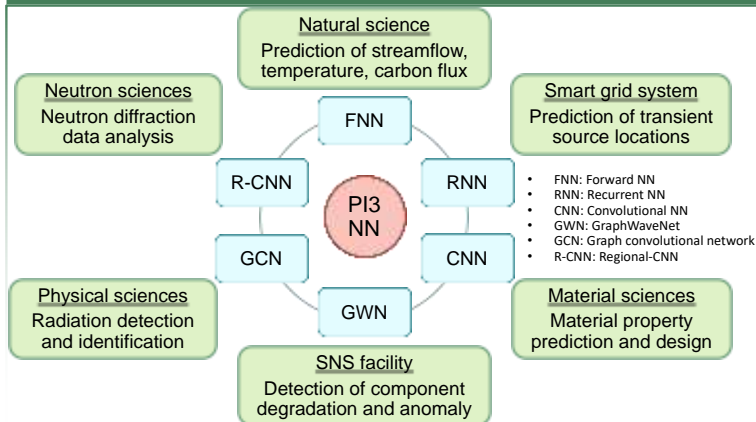 Natural science
Prediction of streamflow,
temperature, carbon flux
Neutron sciences
Neutron diffraction
data analysis
Smart grid system
Prediction of transient
source locations
FNN
R-CNN
RNN
PI3
NN
GCN
CNN
GWN
• FNN: Forward NN
• RNN: Recurrent NN
• CNN: Convolutional NN
• GWN: GraphWaveNet
• GCN: Graph convolutional network
• R-CNN: Regional-CNN
Physical sciences
Radiation detection
and identification
Material sciences
Material property
prediction and design
SNS facility
Detection of component
degradation and anomaly